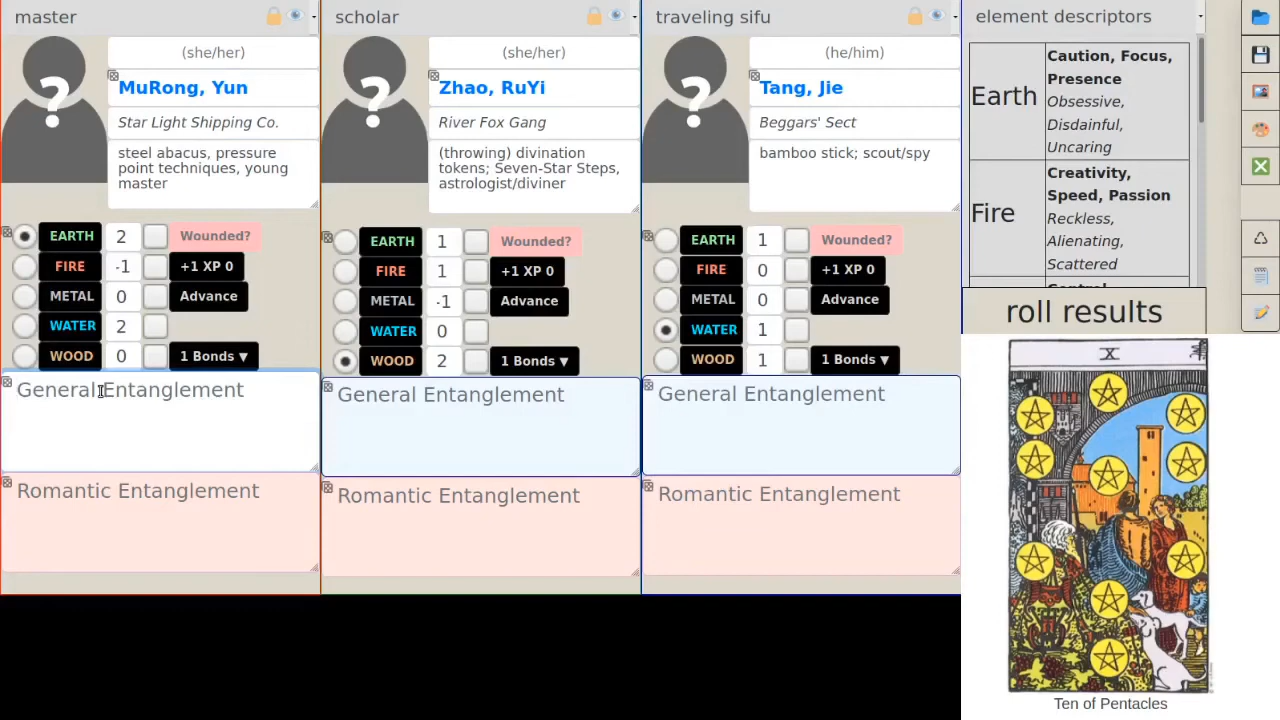 master
(she/her)
MuRong, Yun
Star Light Shipping Co.
steel abacus, pressure
point techniques, young
master
EARTH 2 Wounded?
FIRE -1 +1 XP 0
METAL 0 Advance
WATER 2
WOOD 0 1 Bonds ▼
General Entanglement
Romantic Entanglement
scholar
(she/her)
Zhao, RuYi
River Fox Gang
(throwing) divination
tokens; Seven-Star Steps,
astrologist/diviner
EARTH 1 Wounded?
FIRE 1 +1 XP 0
METAL -1 Advance
WATER 0
WOOD 2 1 Bonds ▼
General Entanglement
Romantic Entanglement
traveling sifu
(he/him)
Tang, Jie
Beggars' Sect
bamboo stick; scout/spy
EARTH 1 Wounded?
FIRE 0 +1 XP 0
METAL 0 Advance
WATER 1
WOOD 1 1 Bonds ▼
General Entanglement
Romantic Entanglement
element descriptors
Earth
Caution, Focus,
Presence
Obsessive,
Disdainful,
Uncaring
Fire
Creativity,
Speed, Passion
Reckless,
Alienating,
Scattered
roll results
X
Ten of Pentacles